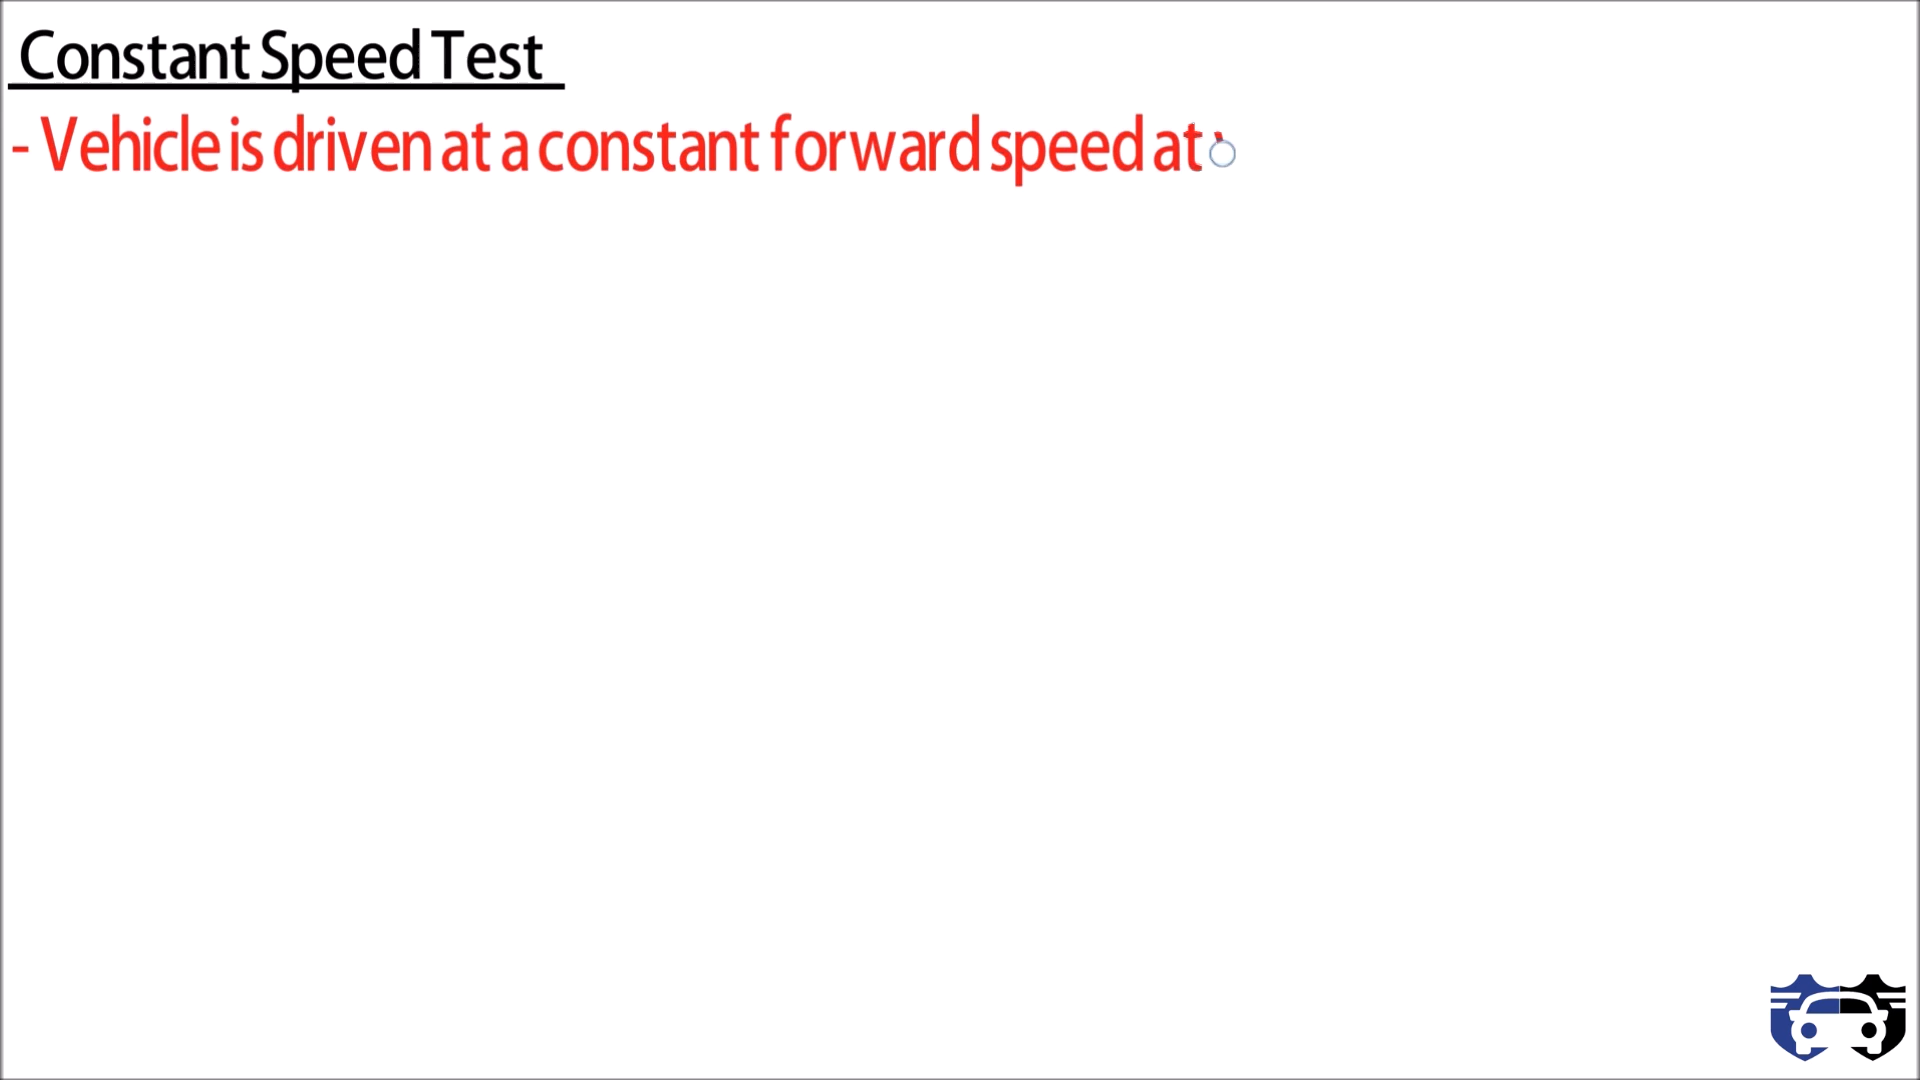 Constant Speed Test
- Vehicle is driven at a constant forward speed at